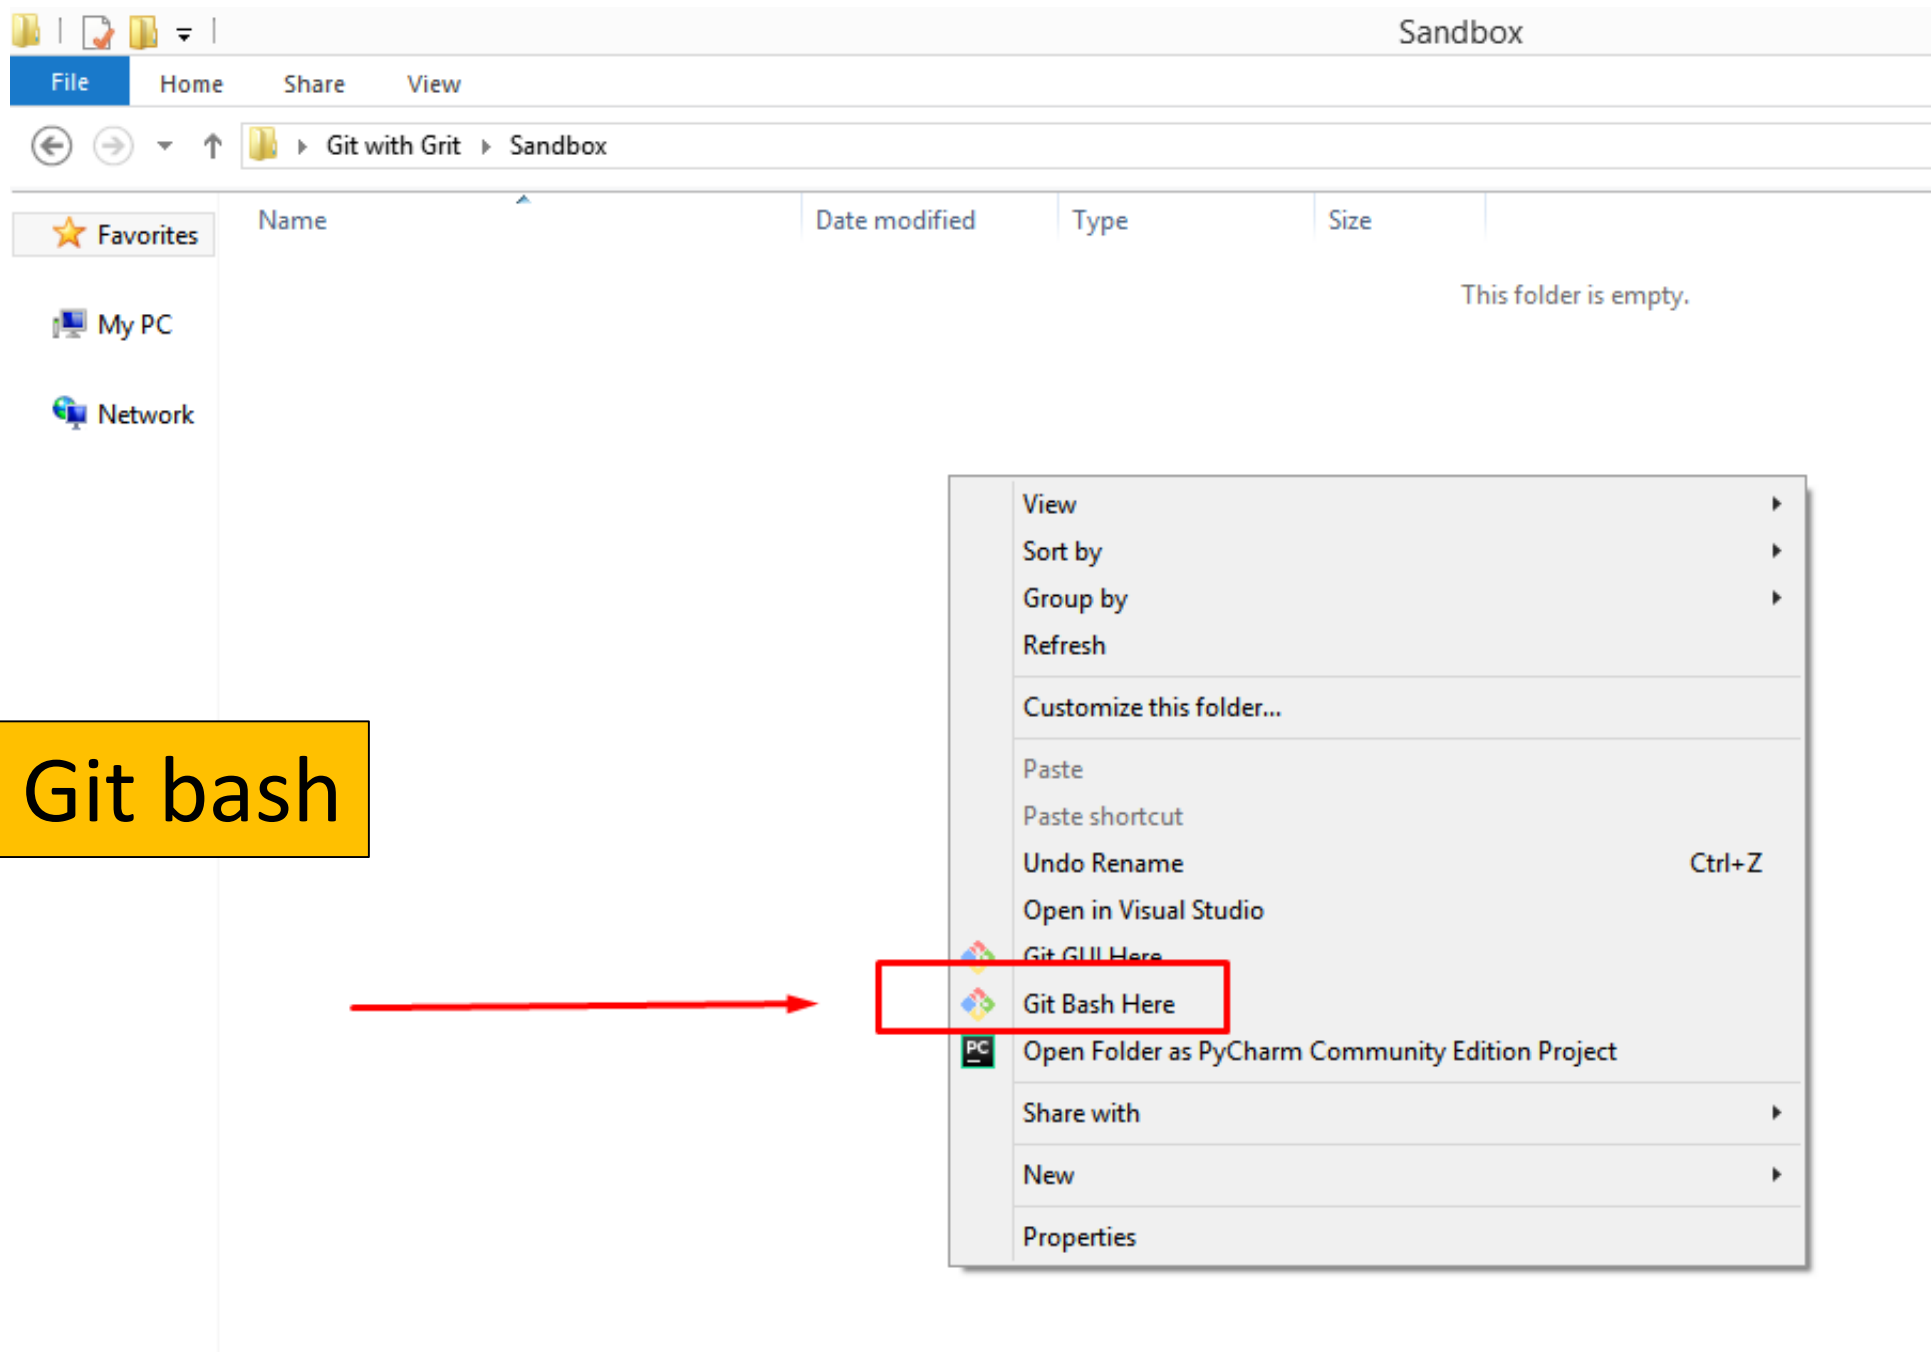 Sandbox
File Home Share View
Git with Grit Sandbox
Favorites
Name Date modified Type Size
This folder is empty.
My PC
Network
View
Sort by
Group by
Refresh
Customize this folder...
Git bash
Paste
Paste shortcut
Undo Rename Ctrl+Z
Open in Visual Studio
Git GUI Here
Git Bash Here
PC Open Folder as PyCharm Community Edition Project
Share with
New
Properties